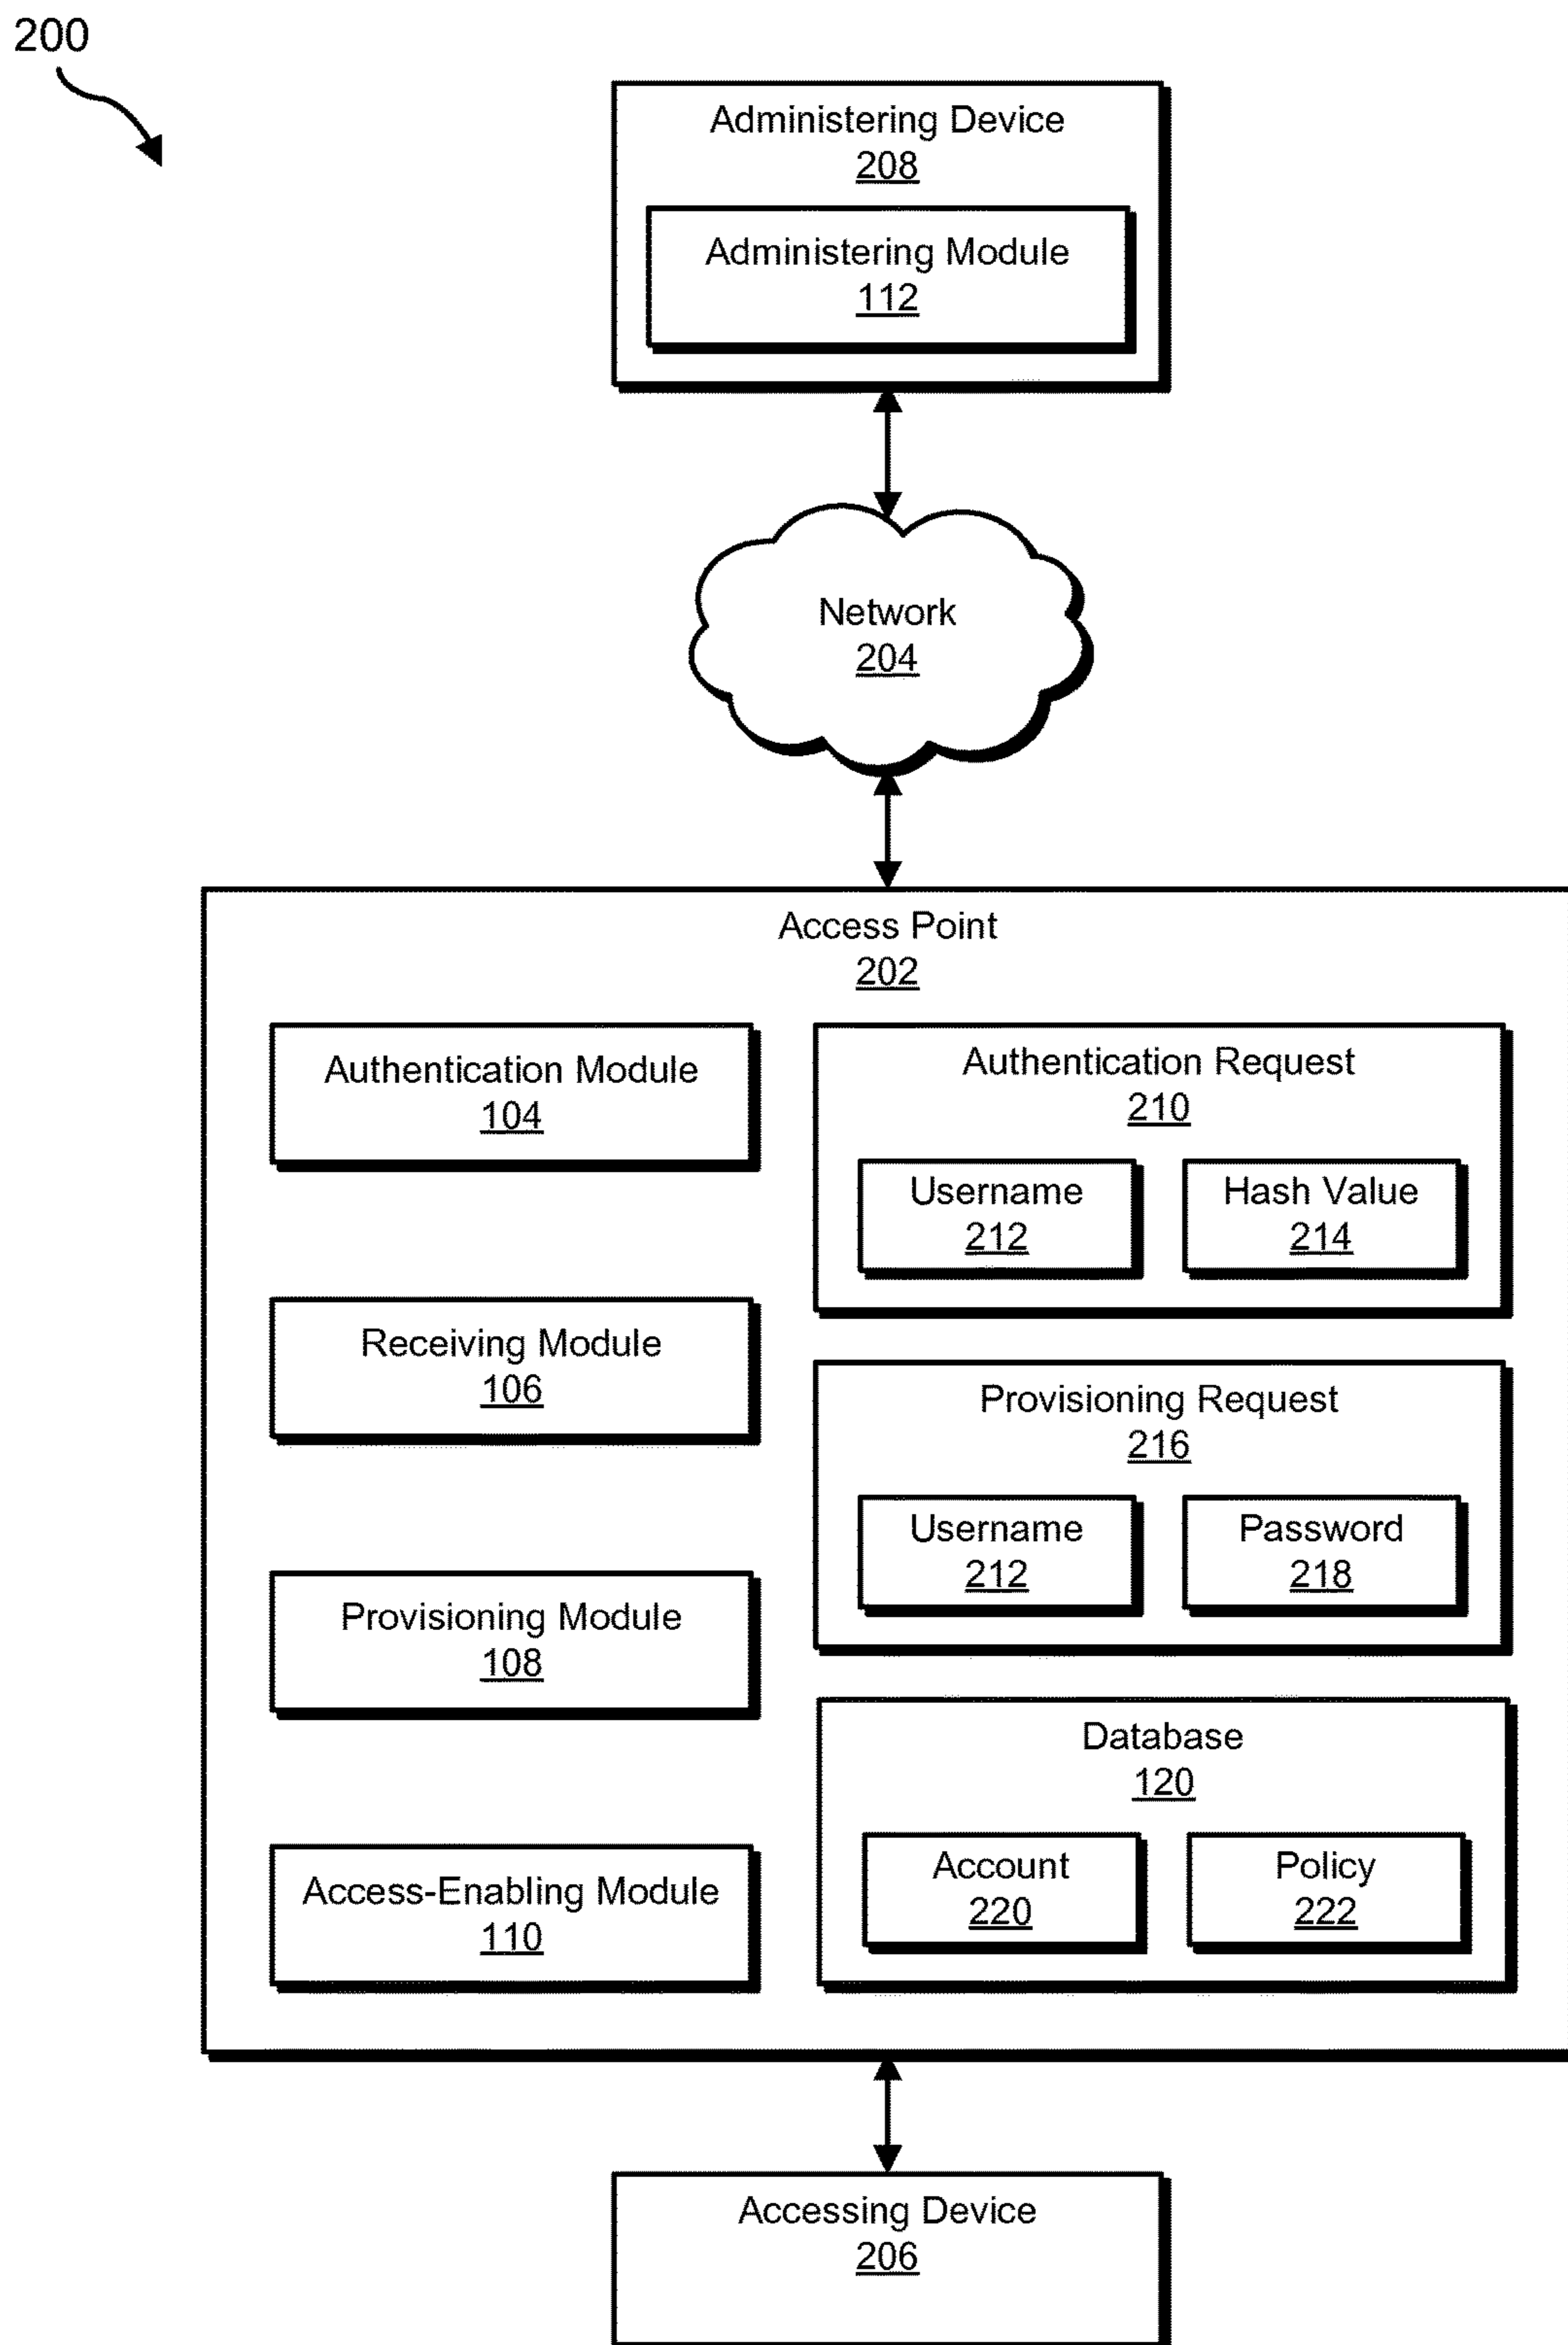 200
Administering Device
208
Administering Module
112
Network
204
Access Point
202
Authentication Module
104
Receiving Module
106
Provisioning Module
108
Access-Enabling Module
110
Authentication Request
210
Username
212
Hash Value
214
Provisioning Request
216
Username
212
Password
218
Database
120
Account
220
Policy
222
Accessing Device
206